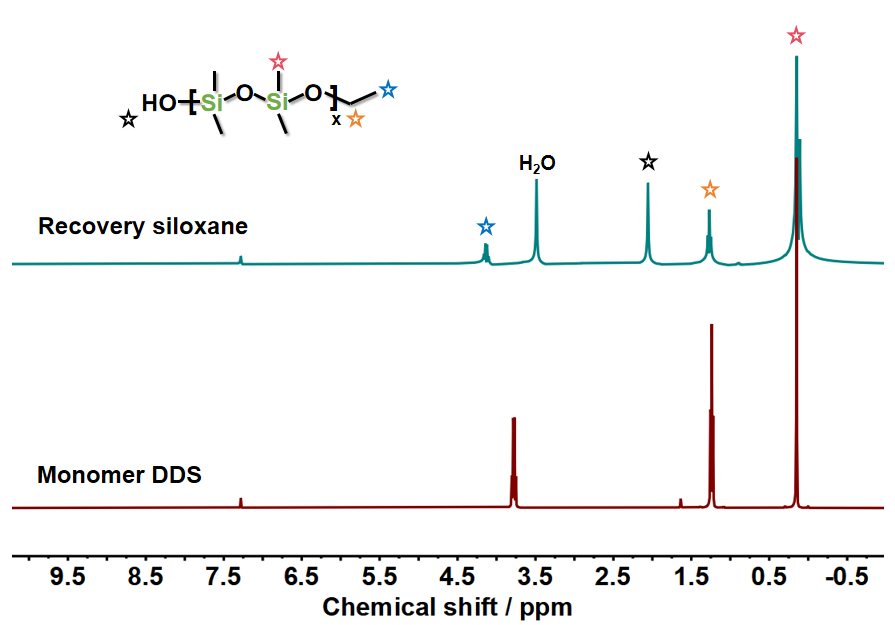 HO [ Si O Si O ] x
H₂O
Recovery siloxane
Monomer DDS
9.5 8.5 7.5 6.5 5.5 4.5 3.5 2.5 1.5 0.5 -0.5
Chemical shift / ppm